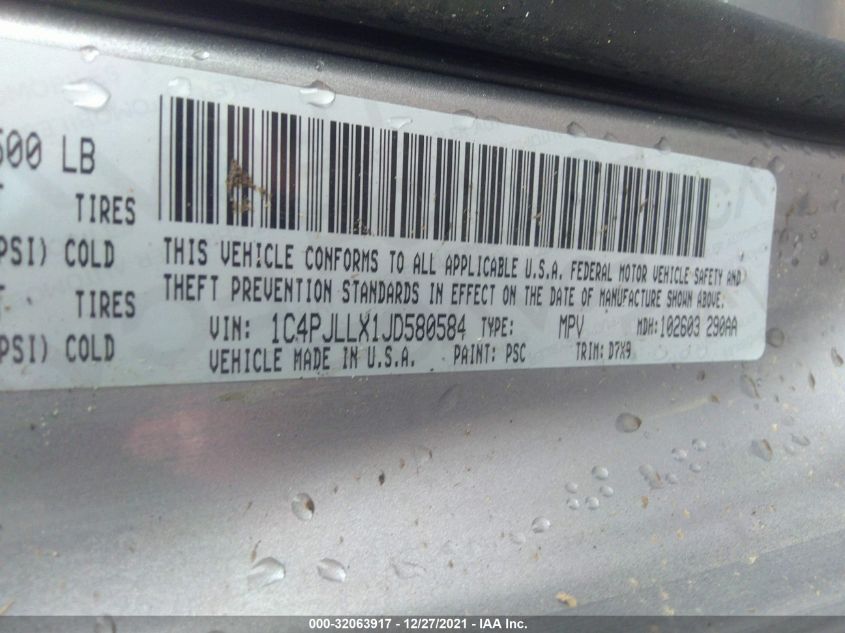 500 LB
TIRES
PSI) COLD
TIRES
PSI) COLD
THIS VEHICLE CONFORMS TO ALL APPLICABLE U.S.A. FEDERAL MOTOR VEHICLE SAFETY AND
THEFT PREVENTION STANDARDS IN EFFECT ON THE DATE OF MANUFACTURE SHOWN ABOVE.
VIN: 1C4PJLLX1JD580584 TYPE: MPV MDH: 102603 290AA
VEHICLE MADE IN U.S.A. PAINT: PSC TRIM: D7X9
000-32063917 - 12/27/2021 - IAA Inc.